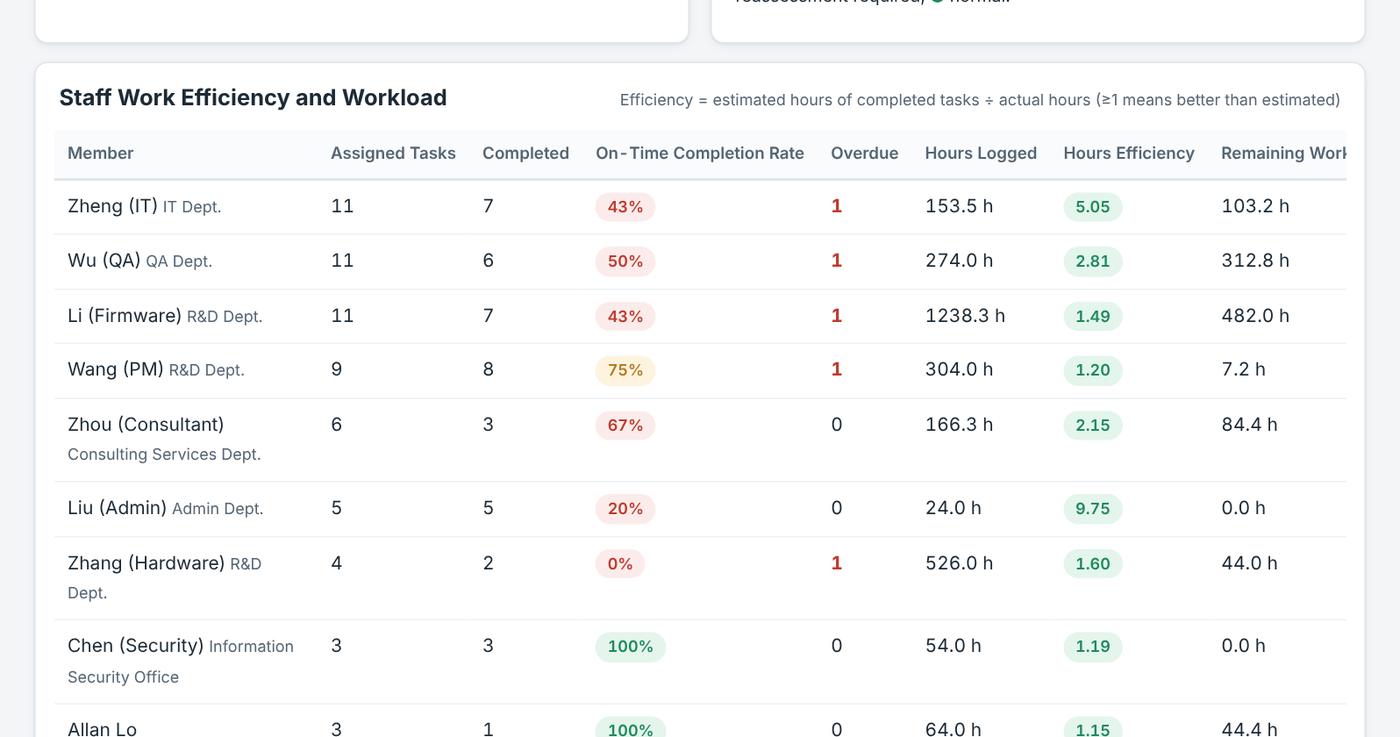 reassessment required, normal.
Staff Work Efficiency and Workload
Efficiency = estimated hours of completed tasks ÷ actual hours (≥1 means better than estimated)
Member Assigned Tasks Completed On-Time Completion Rate Overdue Hours Logged Hours Efficiency Remaining Work
Zheng (IT) IT Dept. 11 7 43% 1 153.5 h 5.05 103.2 h
Wu (QA) QA Dept. 11 6 50% 1 274.0 h 2.81 312.8 h
Li (Firmware) R&D Dept. 11 7 43% 1 1238.3 h 1.49 482.0 h
Wang (PM) R&D Dept. 9 8 75% 1 304.0 h 1.20 7.2 h
Zhou (Consultant) 6 3 67% 0 166.3 h 2.15 84.4 h
Consulting Services Dept.
Liu (Admin) Admin Dept. 5 5 20% 0 24.0 h 9.75 0.0 h
Zhang (Hardware) R&D 4 2 0% 1 526.0 h 1.60 44.0 h
Dept.
Chen (Security) Information 3 3 100% 0 54.0 h 1.19 0.0 h
Security Office
Allan Lo 3 1 100% 0 64.0 h 1.15 44.4 h